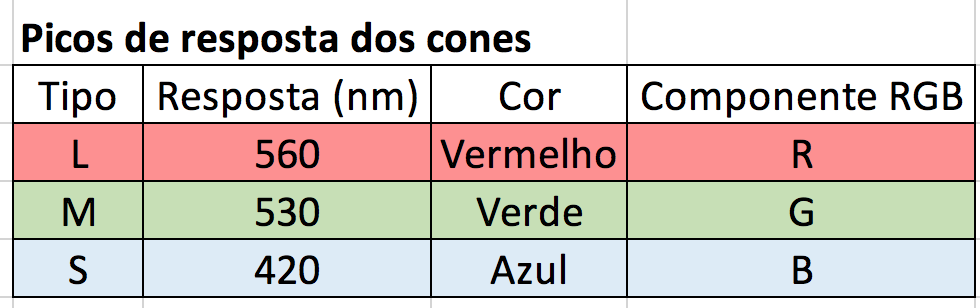 Picos de resposta dos cones
Tipo Resposta (nm) Cor Componente RGB
L 560 Vermelho R
M 530 Verde G
S 420 Azul B